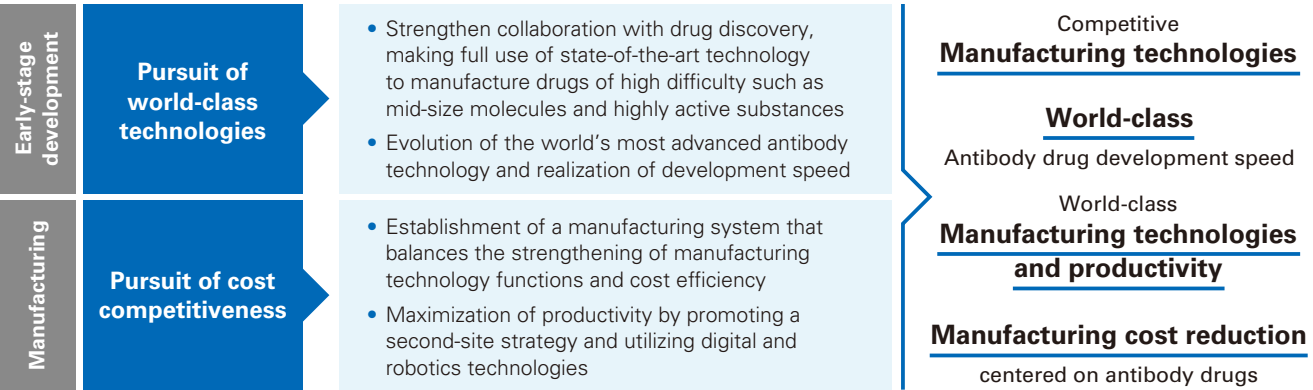 Early-stage
development
Pursuit of
world-class
technologies
• Strengthen collaboration with drug discovery,
making full use of state-of-the-art technology
to manufacture drugs of high difficulty such as
mid-size molecules and highly active substances
• Evolution of the world's most advanced antibody
technology and realization of development speed
Manufacturing
Pursuit of cost
competitiveness
• Establishment of a manufacturing system that
balances the strengthening of manufacturing
technology functions and cost efficiency
• Maximization of productivity by promoting a
second-site strategy and utilizing digital and
robotics technologies
Competitive
Manufacturing technologies
World-class
Antibody drug development speed
World-class
Manufacturing technologies
and productivity
Manufacturing cost reduction
centered on antibody drugs